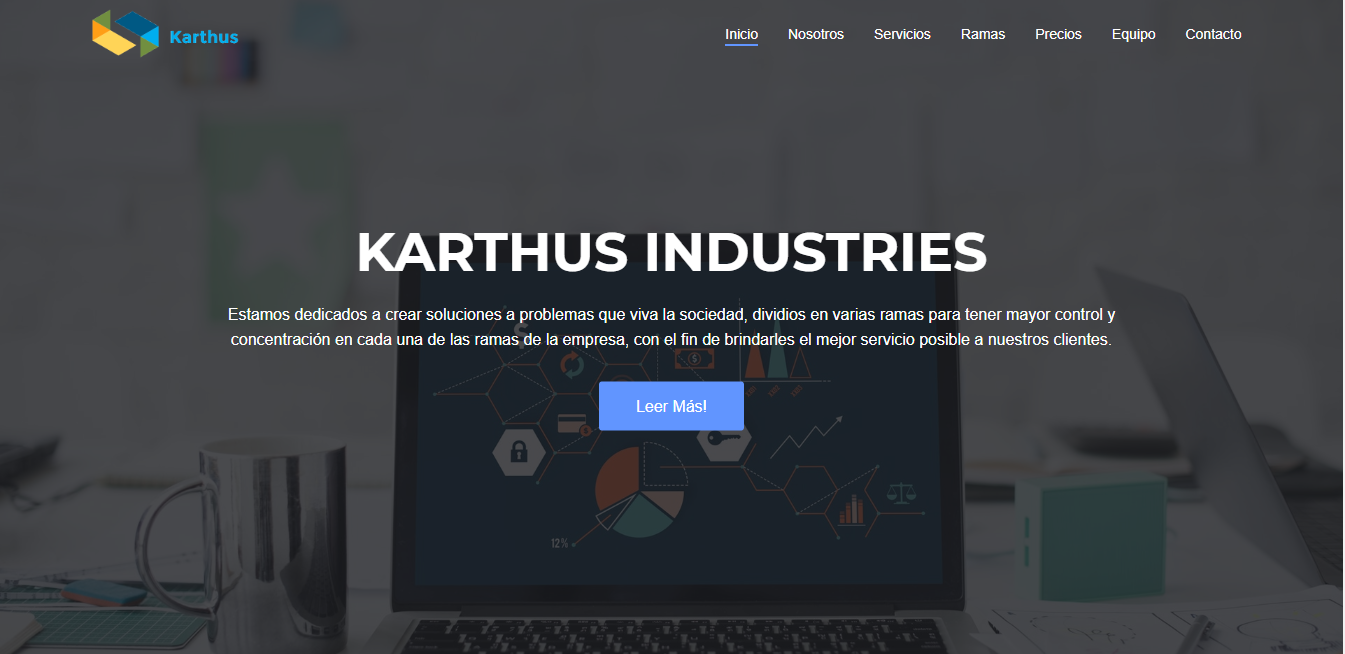 Karthus
Inicio Nosotros Servicios Ramas Precios Equipo Contacto
KARTHUS INDUSTRIES
Estamos dedicados a crear soluciones a problemas que viva la sociedad, dividios en varias ramas para tener mayor control y
concentración en cada una de las ramas de la empresa, con el fin de brindarles el mejor servicio posible a nuestros clientes.
Leer Más!
12%